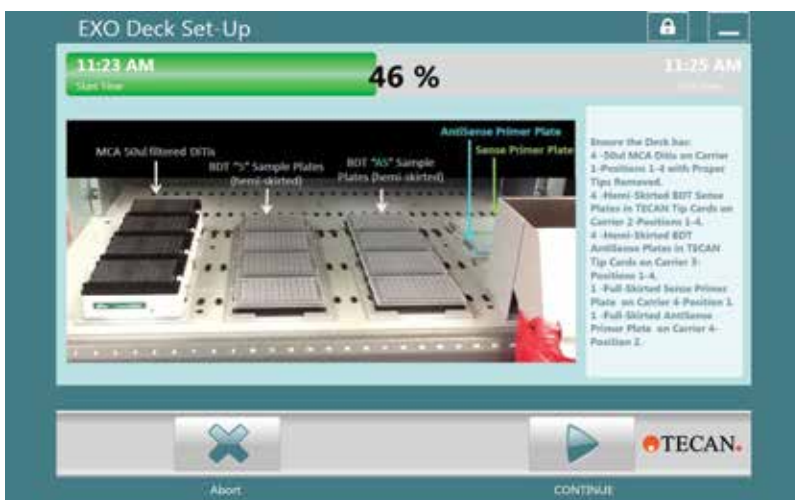 EXO Deck Set-Up
11:23 AM
Start Time
46 %
11:25 AM
MCA 50ul filtered DiTis
BDT "S" Sample Plates
(hemi-skirted)
BDT "AS" Sample
Plates (hemi-skirted)
AntiSense Primer Plate
Sense Primer Plate
Ensure the Deck has:
4 -50ul MCA Ditis on Carrier
1-Positions 1-4 with Proper
Tips Removed.
4 -Hemi-Skirted BDT Sense
Plates in TECAN Tip Cards on
Carrier 2-Positions 1-4.
4 -Hemi-Skirted BDT
AntiSense Plates in TECAN
Tip Cards on Carrier 3-
Positions 1-4.
1 -Full-Skirted Sense Primer
Plate on Carrier 4-Position 1.
1 -Full-Skirted AntiSense
Primer Plate on Carrier 4-
Position 2.
Abort
CONTINUE
TECAN.